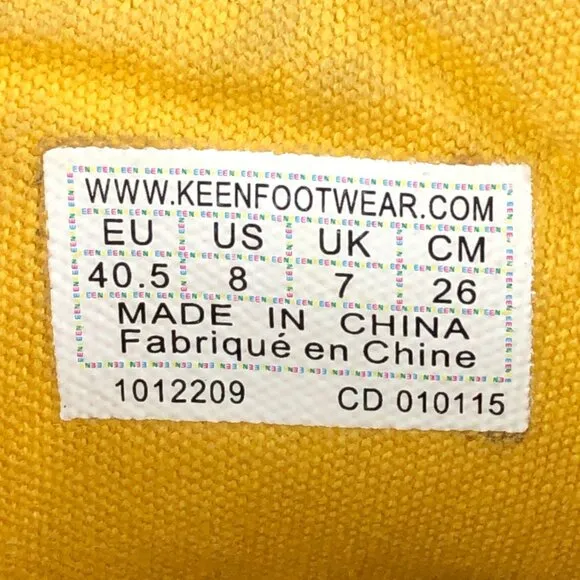 WWW.KEENFOOTWEAR.COM
EU US UK CM
40.5 8 7 26
MADE IN CHINA
Fabriqué en Chine
1012209 CD 010115